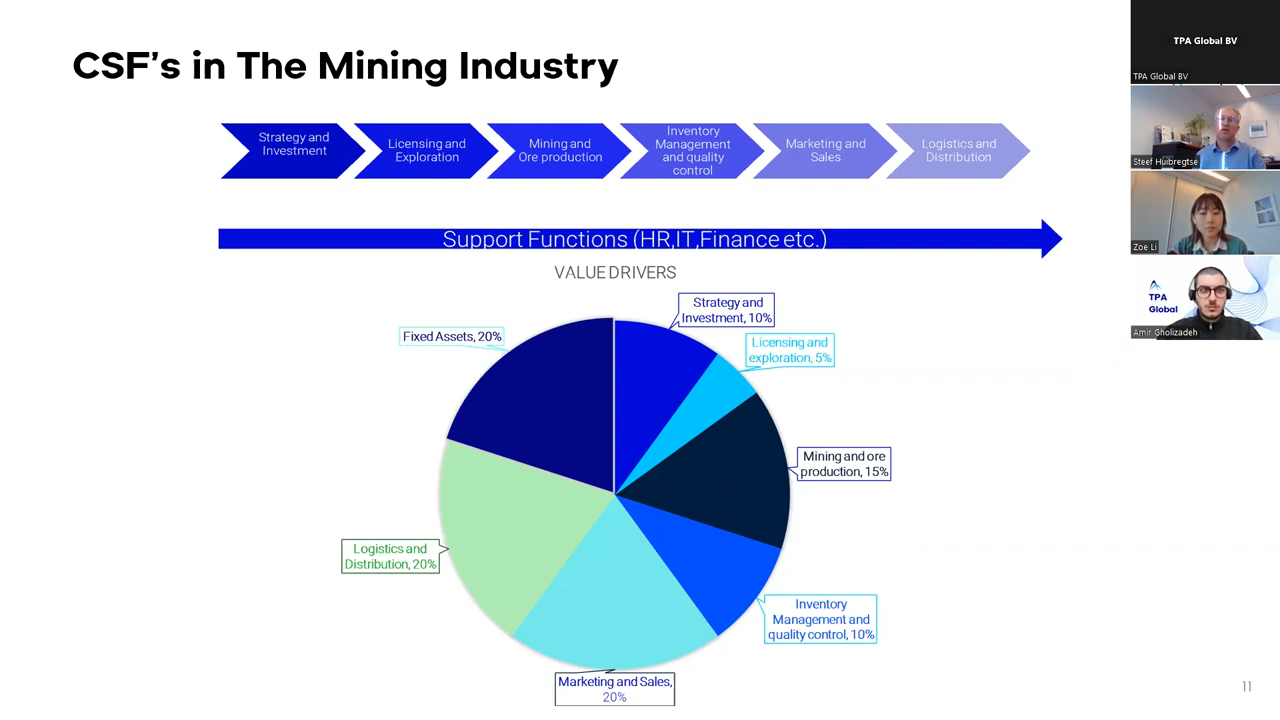 CSF's in The Mining Industry
Strategy and
Investment
Licensing and
Exploration
Mining and
Ore production
Inventory
Management
and quality
control
Marketing and
Sales
Logistics and
Distribution
Support Functions (HR,IT,Finance etc.)
VALUE DRIVERS
Strategy and
Investment, 10%
Licensing and
exploration, 5%
Mining and ore
production, 15%
Inventory
Management and
quality control, 10%
Marketing and Sales,
20%
Logistics and
Distribution, 20%
Fixed Assets, 20%
11
TPA Global BV
TPA Global BV
Steef Huibregtse
Zoe Li
TPA
Global
Amir Gholizadeh